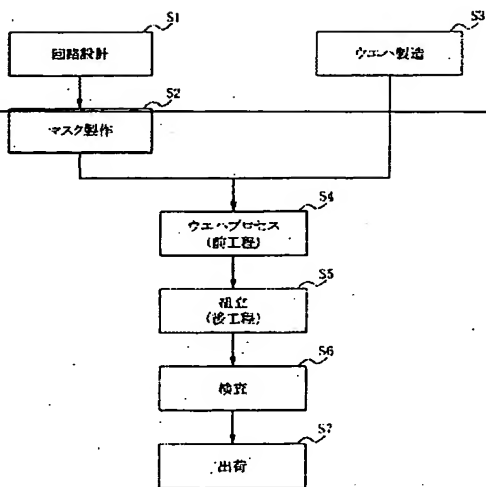 S1
回路設計
S3
ウエハ製造
S2
マスク製作
S4
ウエハプロセス
(前工程)
S5
組立
(後工程)
S6
検査
S7
出荷